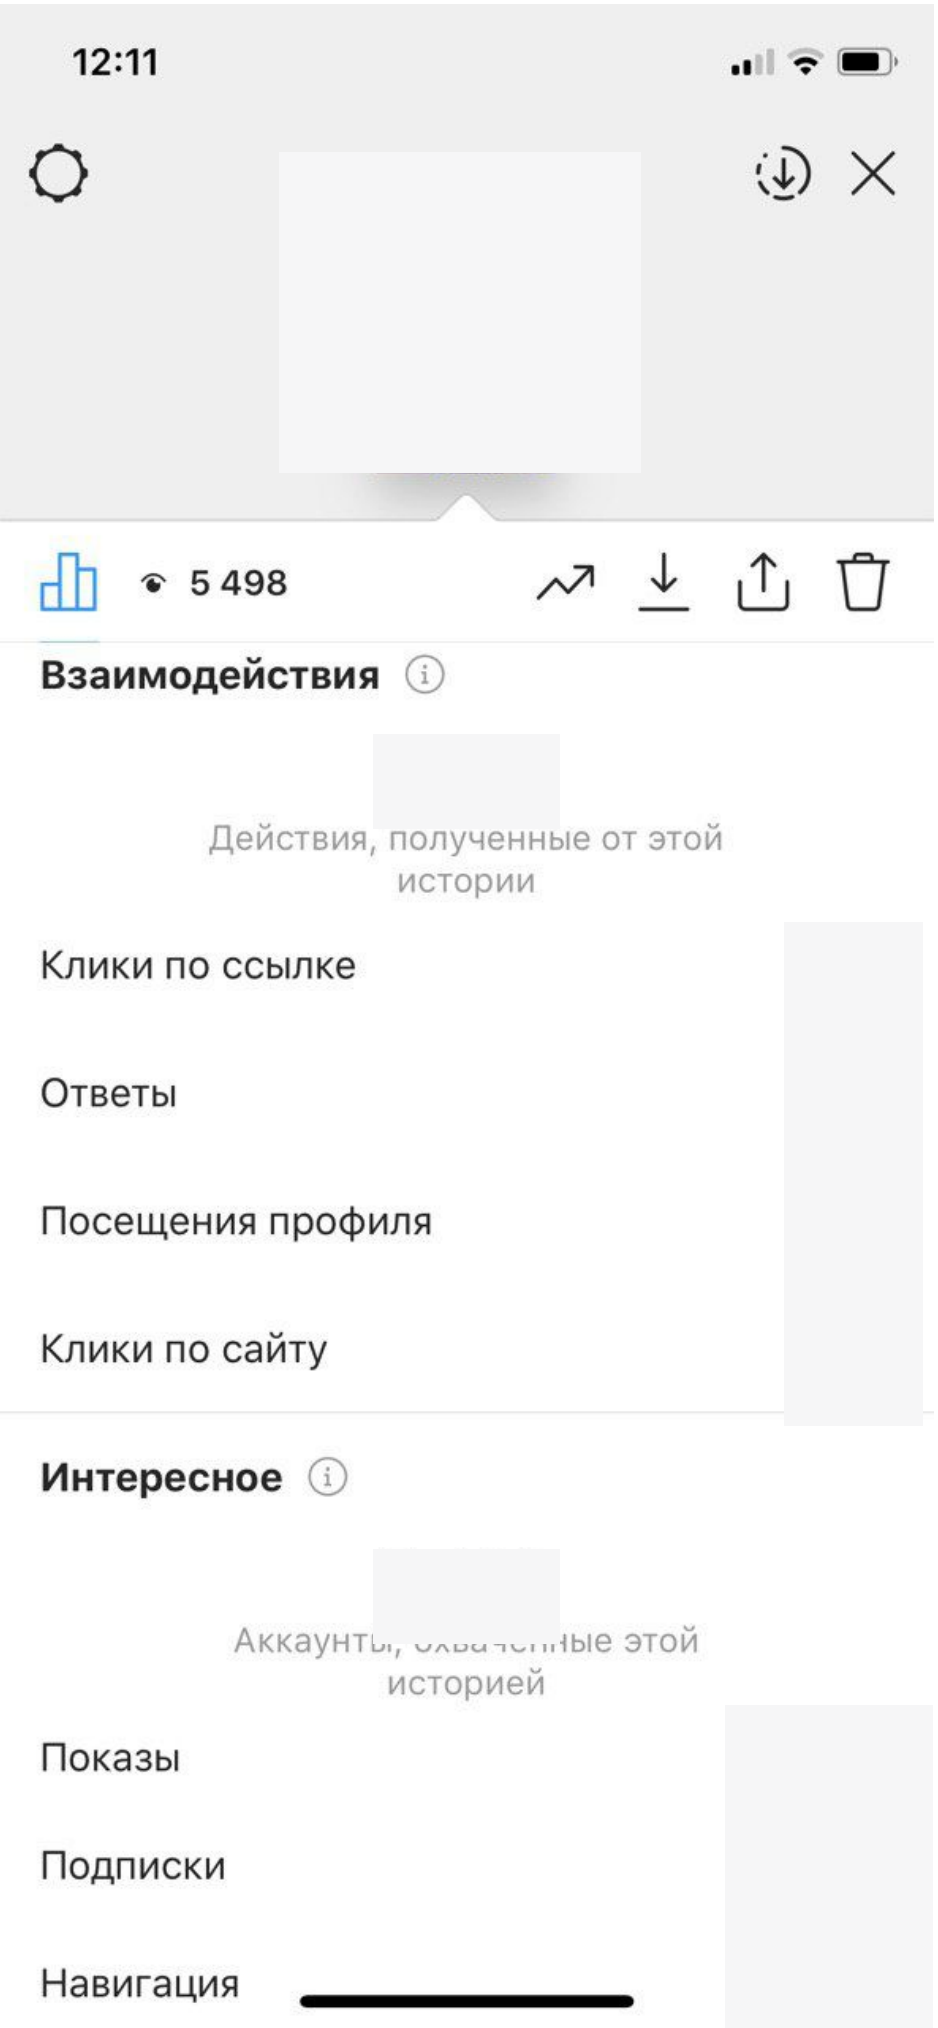 12:11
5 498
Взаимодействия
Действия, полученные от этой
истории
Клики по ссылке
Ответы
Посещения профиля
Клики по сайту
Интересное
Аккаунты, этой
историей
Показы
Подписки
Навигация